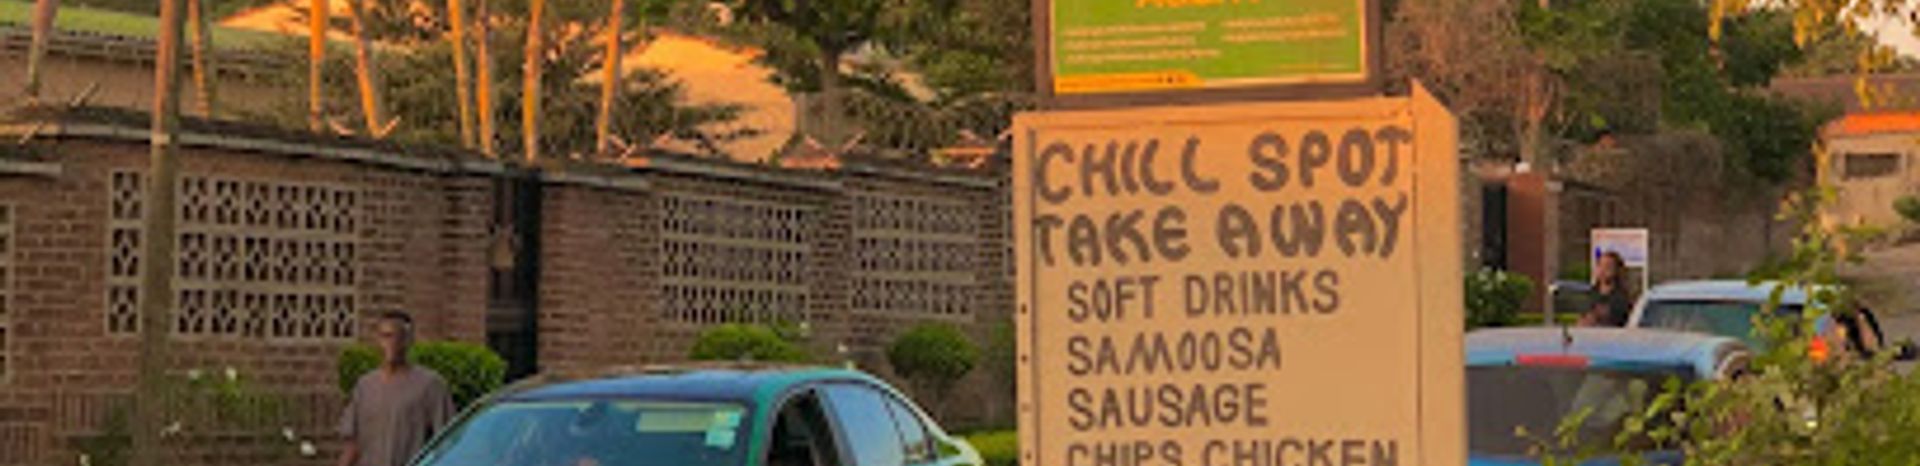 CHILL SPOT
TAKE AWAY
SOFT DRINKS
SAMOOSA
SAUSAGE
CHIPS CHICKEN